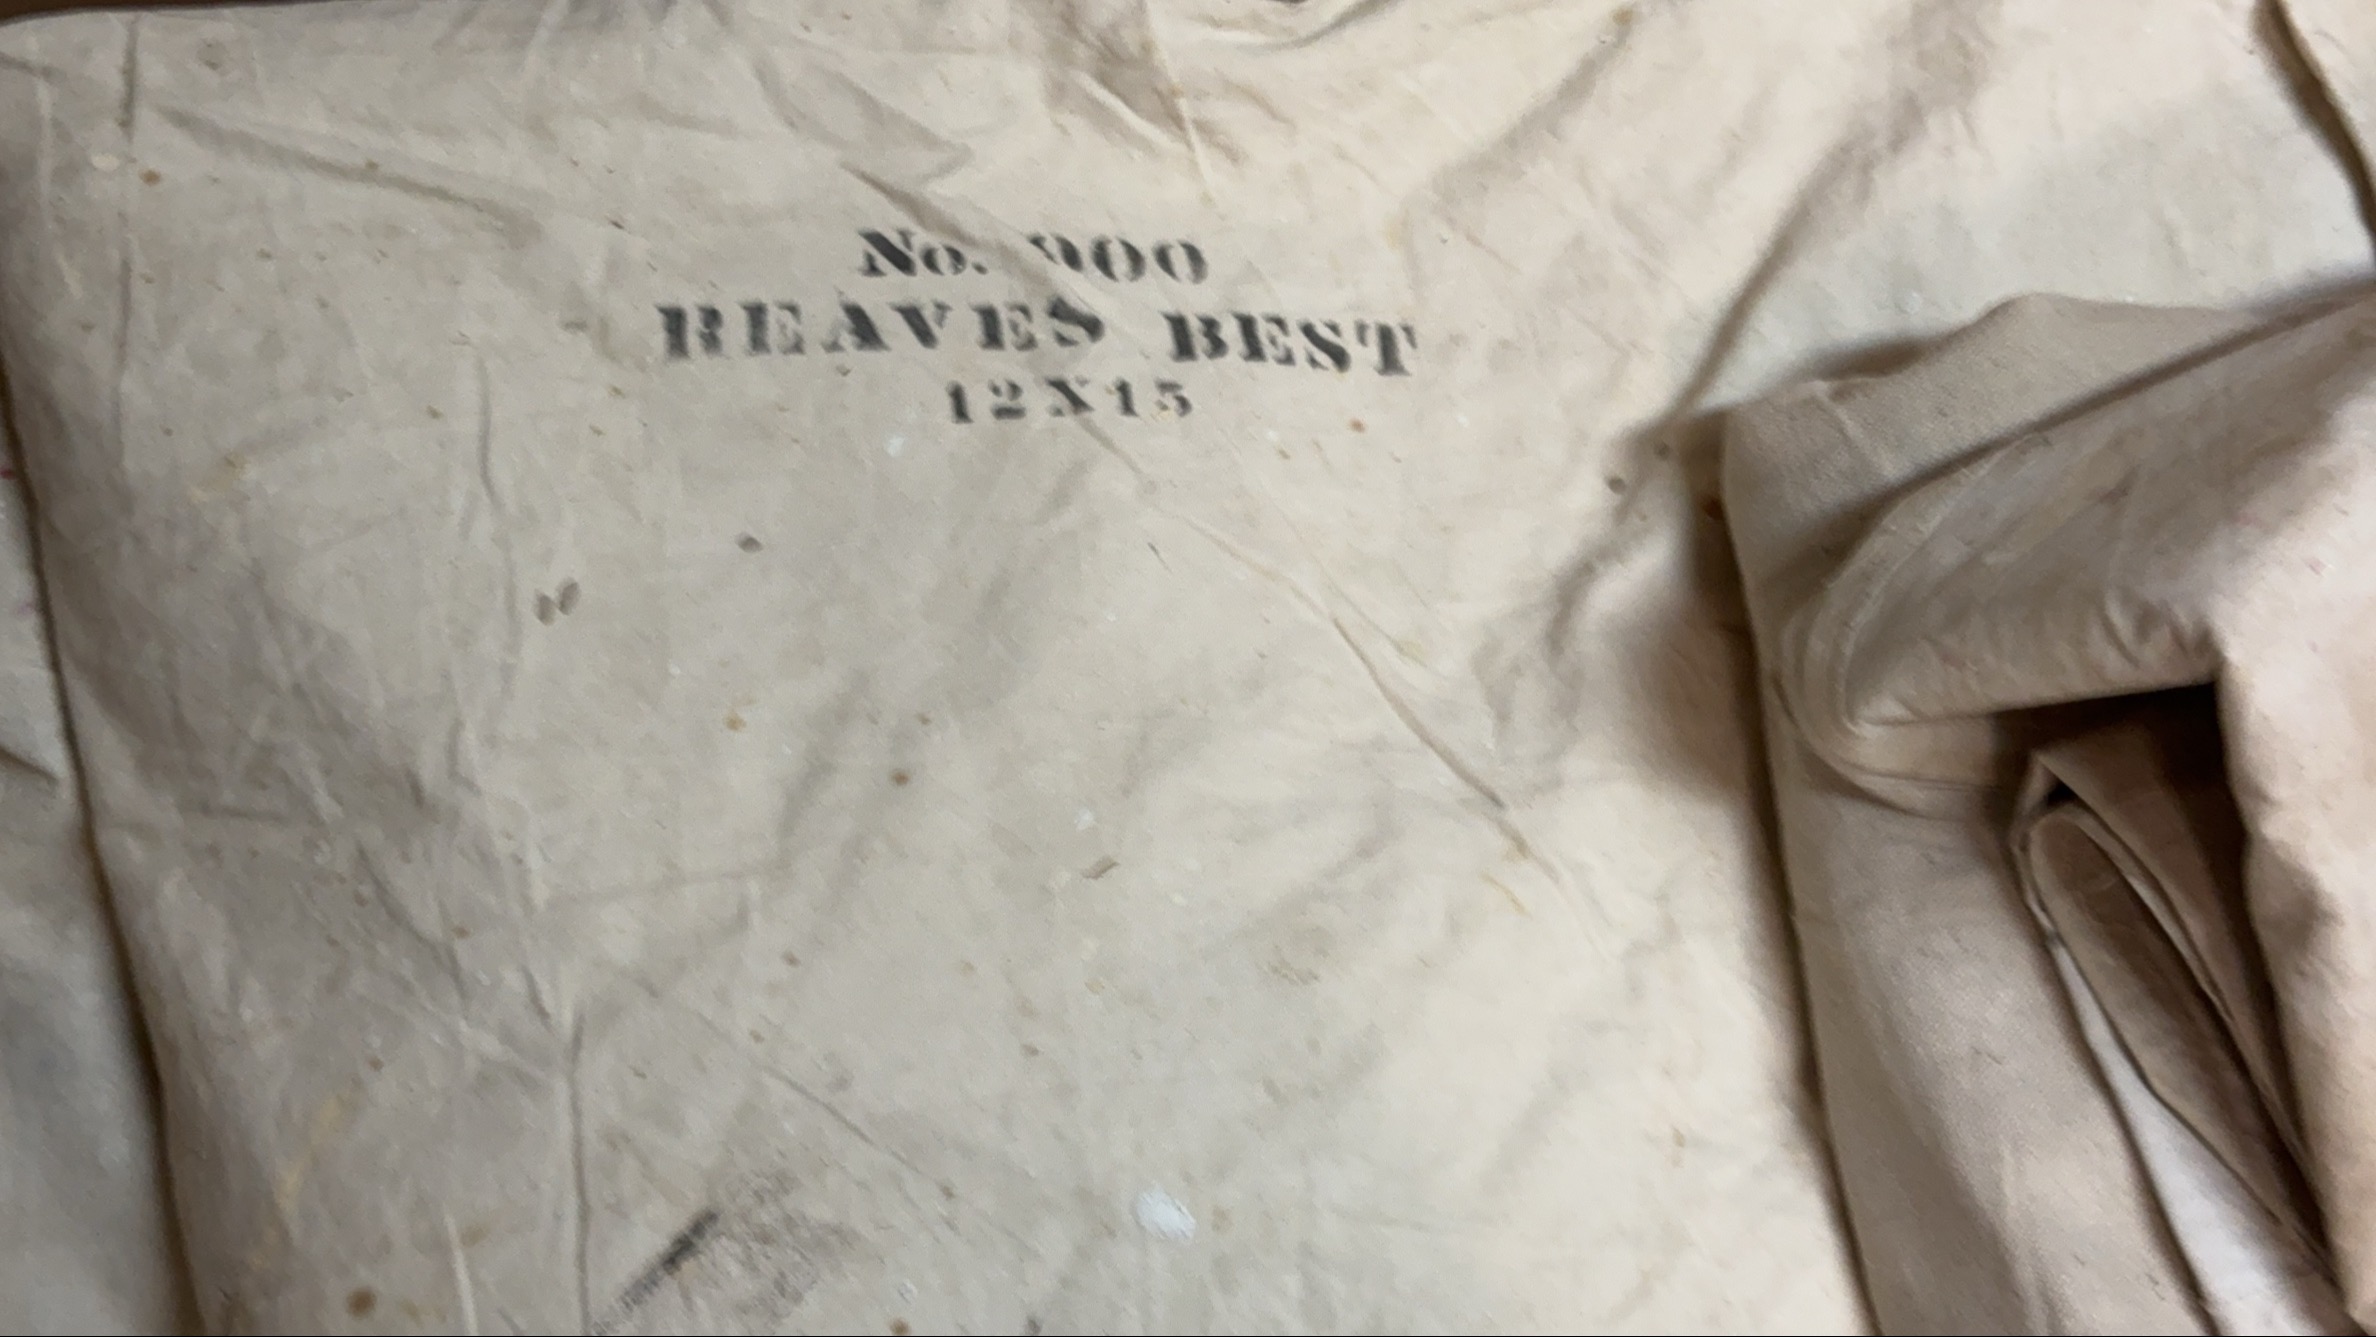 No. 900
REAVES BEST
12X15